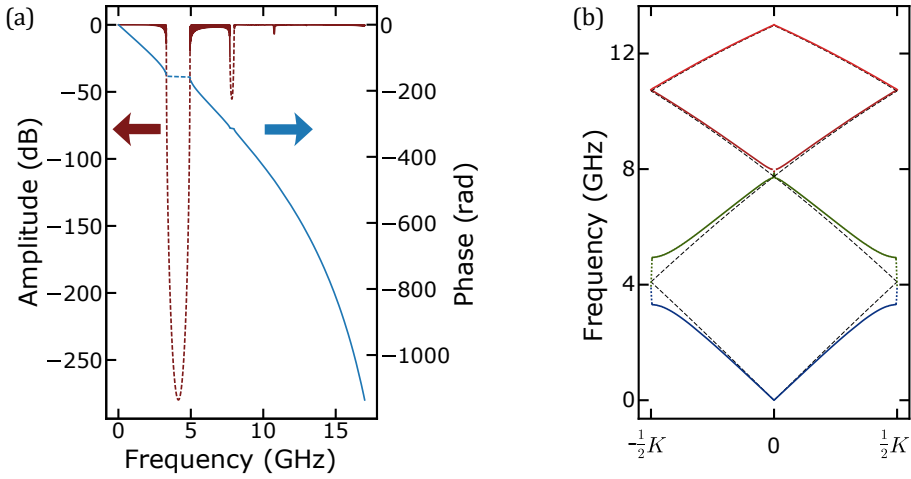 (a)
0
−50
−100
−150
−200
−250
Amplitude (dB)
0
−200
−400
−600
−800
−1000
Phase (rad)
0
5
10
15
Frequency (GHz)
(b)
12
8
4
0
Frequency (GHz)
-½K
0
½K